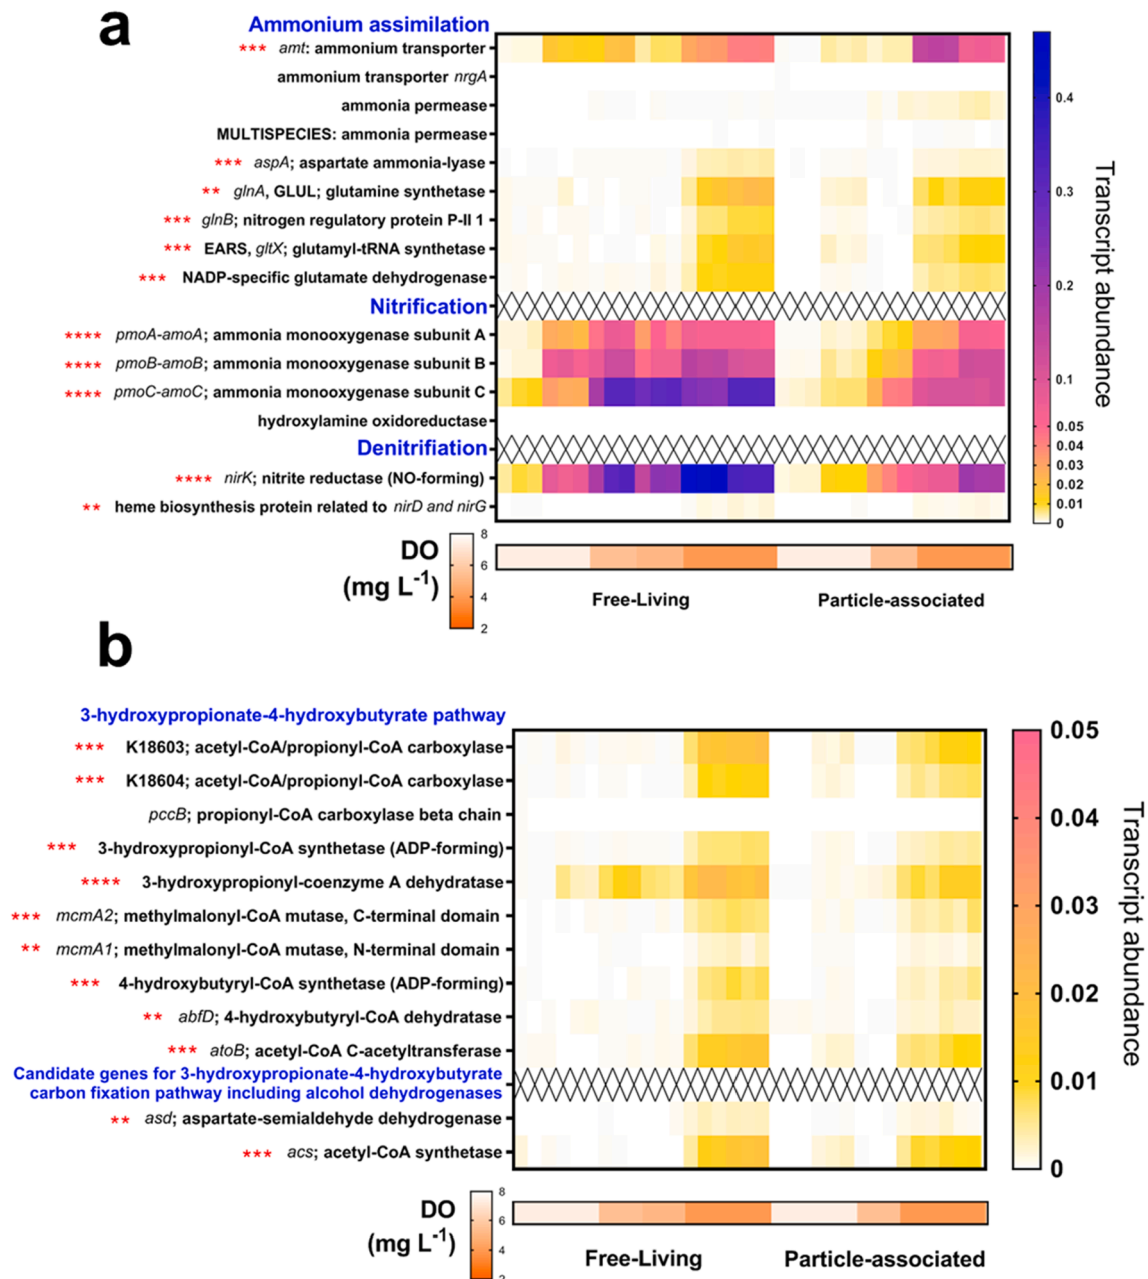 a
Ammonium assimilation
*** amt: ammonium transporter
ammonium transporter nrgA
ammonia permease
MULTISPECIES: ammonia permease
*** aspA; aspartate ammonia-lyase
** glnA, GLUL; glutamine synthetase
*** glnB; nitrogen regulatory protein P-II 1
*** EARS, gltX; glutamyl-tRNA synthetase
*** NADP-specific glutamate dehydrogenase
Nitrification
**** pmoA-amoA; ammonia monooxygenase subunit A
**** pmoB-amoB; ammonia monooxygenase subunit B
**** pmoC-amoC; ammonia monooxygenase subunit C
hydroxylamine oxidoreductase
Denitrifiation
**** nirK; nitrite reductase (NO-forming)
** heme biosynthesis protein related to nirD and nirG
0.4
0.3
0.2
0.1
0.05
0.04
0.03
0.02
0.01
0
Transcript abundance
DO
(mg L-1)
8
6
4
2
Free-Living
Particle-associated
b
3-hydroxypropionate-4-hydroxybutyrate pathway
*** K18603; acetyl-CoA/propionyl-CoA carboxylase
*** K18604; acetyl-CoA/propionyl-CoA carboxylase
pccB; propionyl-CoA carboxylase beta chain
*** 3-hydroxypropionyl-CoA synthetase (ADP-forming)
**** 3-hydroxypropionyl-coenzyme A dehydratase
*** mcmA2; methylmalonyl-CoA mutase, C-terminal domain
** mcmA1; methylmalonyl-CoA mutase, N-terminal domain
*** 4-hydroxybutyryl-CoA synthetase (ADP-forming)
** abfD; 4-hydroxybutyryl-CoA dehydratase
*** atoB; acetyl-CoA C-acetyltransferase
Candidate genes for 3-hydroxypropionate-4-hydroxybutyrate
carbon fixation pathway including alcohol dehydrogenases
** asd; aspartate-semialdehyde dehydrogenase
*** acs; acetyl-CoA synthetase
0.05
0.04
0.03
0.02
0.01
0
Transcript abundance
DO
(mg L-1)
8
6
4
2
Free-Living
Particle-associated